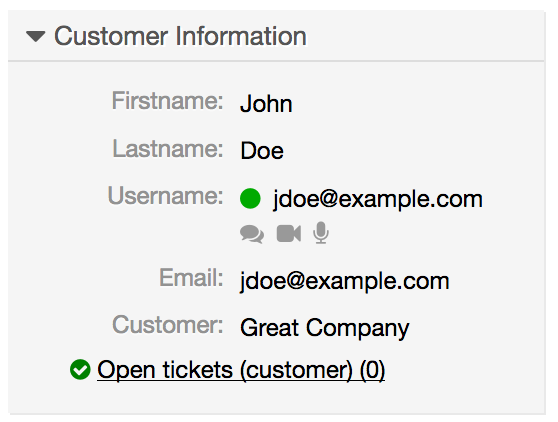 Customer Information
Firstname: John
Lastname: Doe
Username: jdoe@example.com
Email: jdoe@example.com
Customer: Great Company
Open tickets (customer) (0)